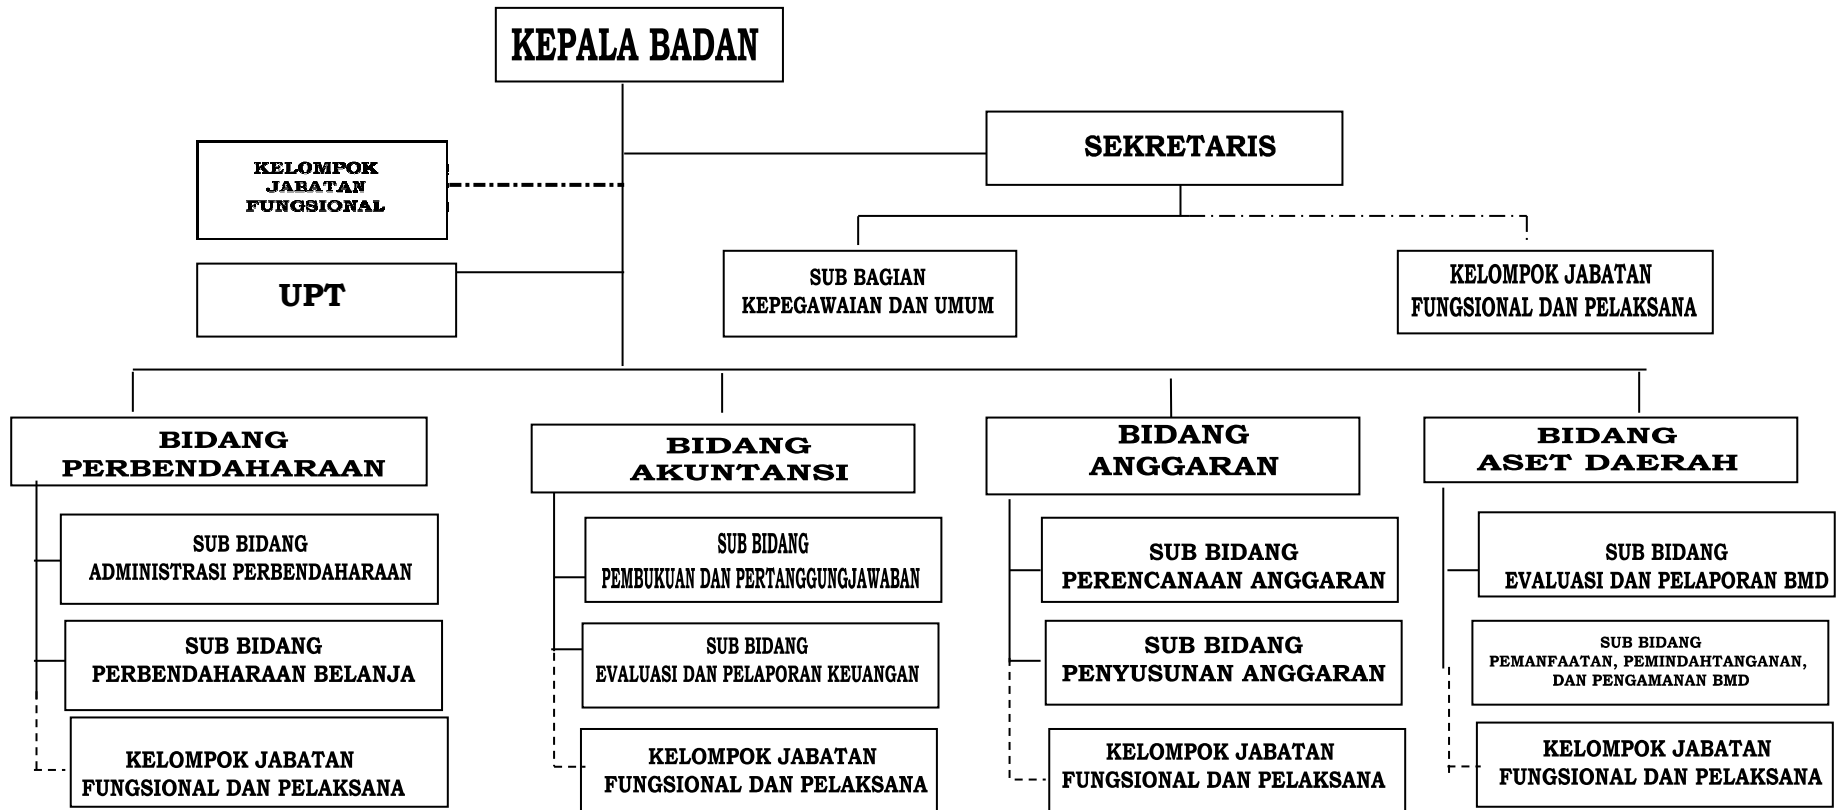 KEPALA BADAN
SEKRETARIS
KELOMPOK
JABATAN
FUNGSIONAL
UPT
SUB BAGIAN
KEPEGAWAIAN DAN UMUM
KELOMPOK JABATAN
FUNGSIONAL DAN PELAKSANA
BIDANG
PERBENDAHARAAN
SUB BIDANG
ADMINISTRASI PERBENDAHARAAN
SUB BIDANG
PERBENDAHARAAN BELANJA
KELOMPOK JABATAN
FUNGSIONAL DAN PELAKSANA
BIDANG
AKUNTANSI
SUB BIDANG
PEMBUKUAN DAN PERTANGGUNGJAWABAN
SUB BIDANG
EVALUASI DAN PELAPORAN KEUANGAN
KELOMPOK JABATAN
FUNGSIONAL DAN PELAKSANA
BIDANG
ANGGARAN
SUB BIDANG
PERENCANAAN ANGGARAN
SUB BIDANG
PENYUSUNAN ANGGARAN
KELOMPOK JABATAN
FUNGSIONAL DAN PELAKSANA
BIDANG
ASET DAERAH
SUB BIDANG
EVALUASI DAN PELAPORAN BMD
SUB BIDANG
PEMANFAATAN, PEMINDAHTANGANAN,
DAN PENGAMANAN BMD
KELOMPOK JABATAN
FUNGSIONAL DAN PELAKSANA